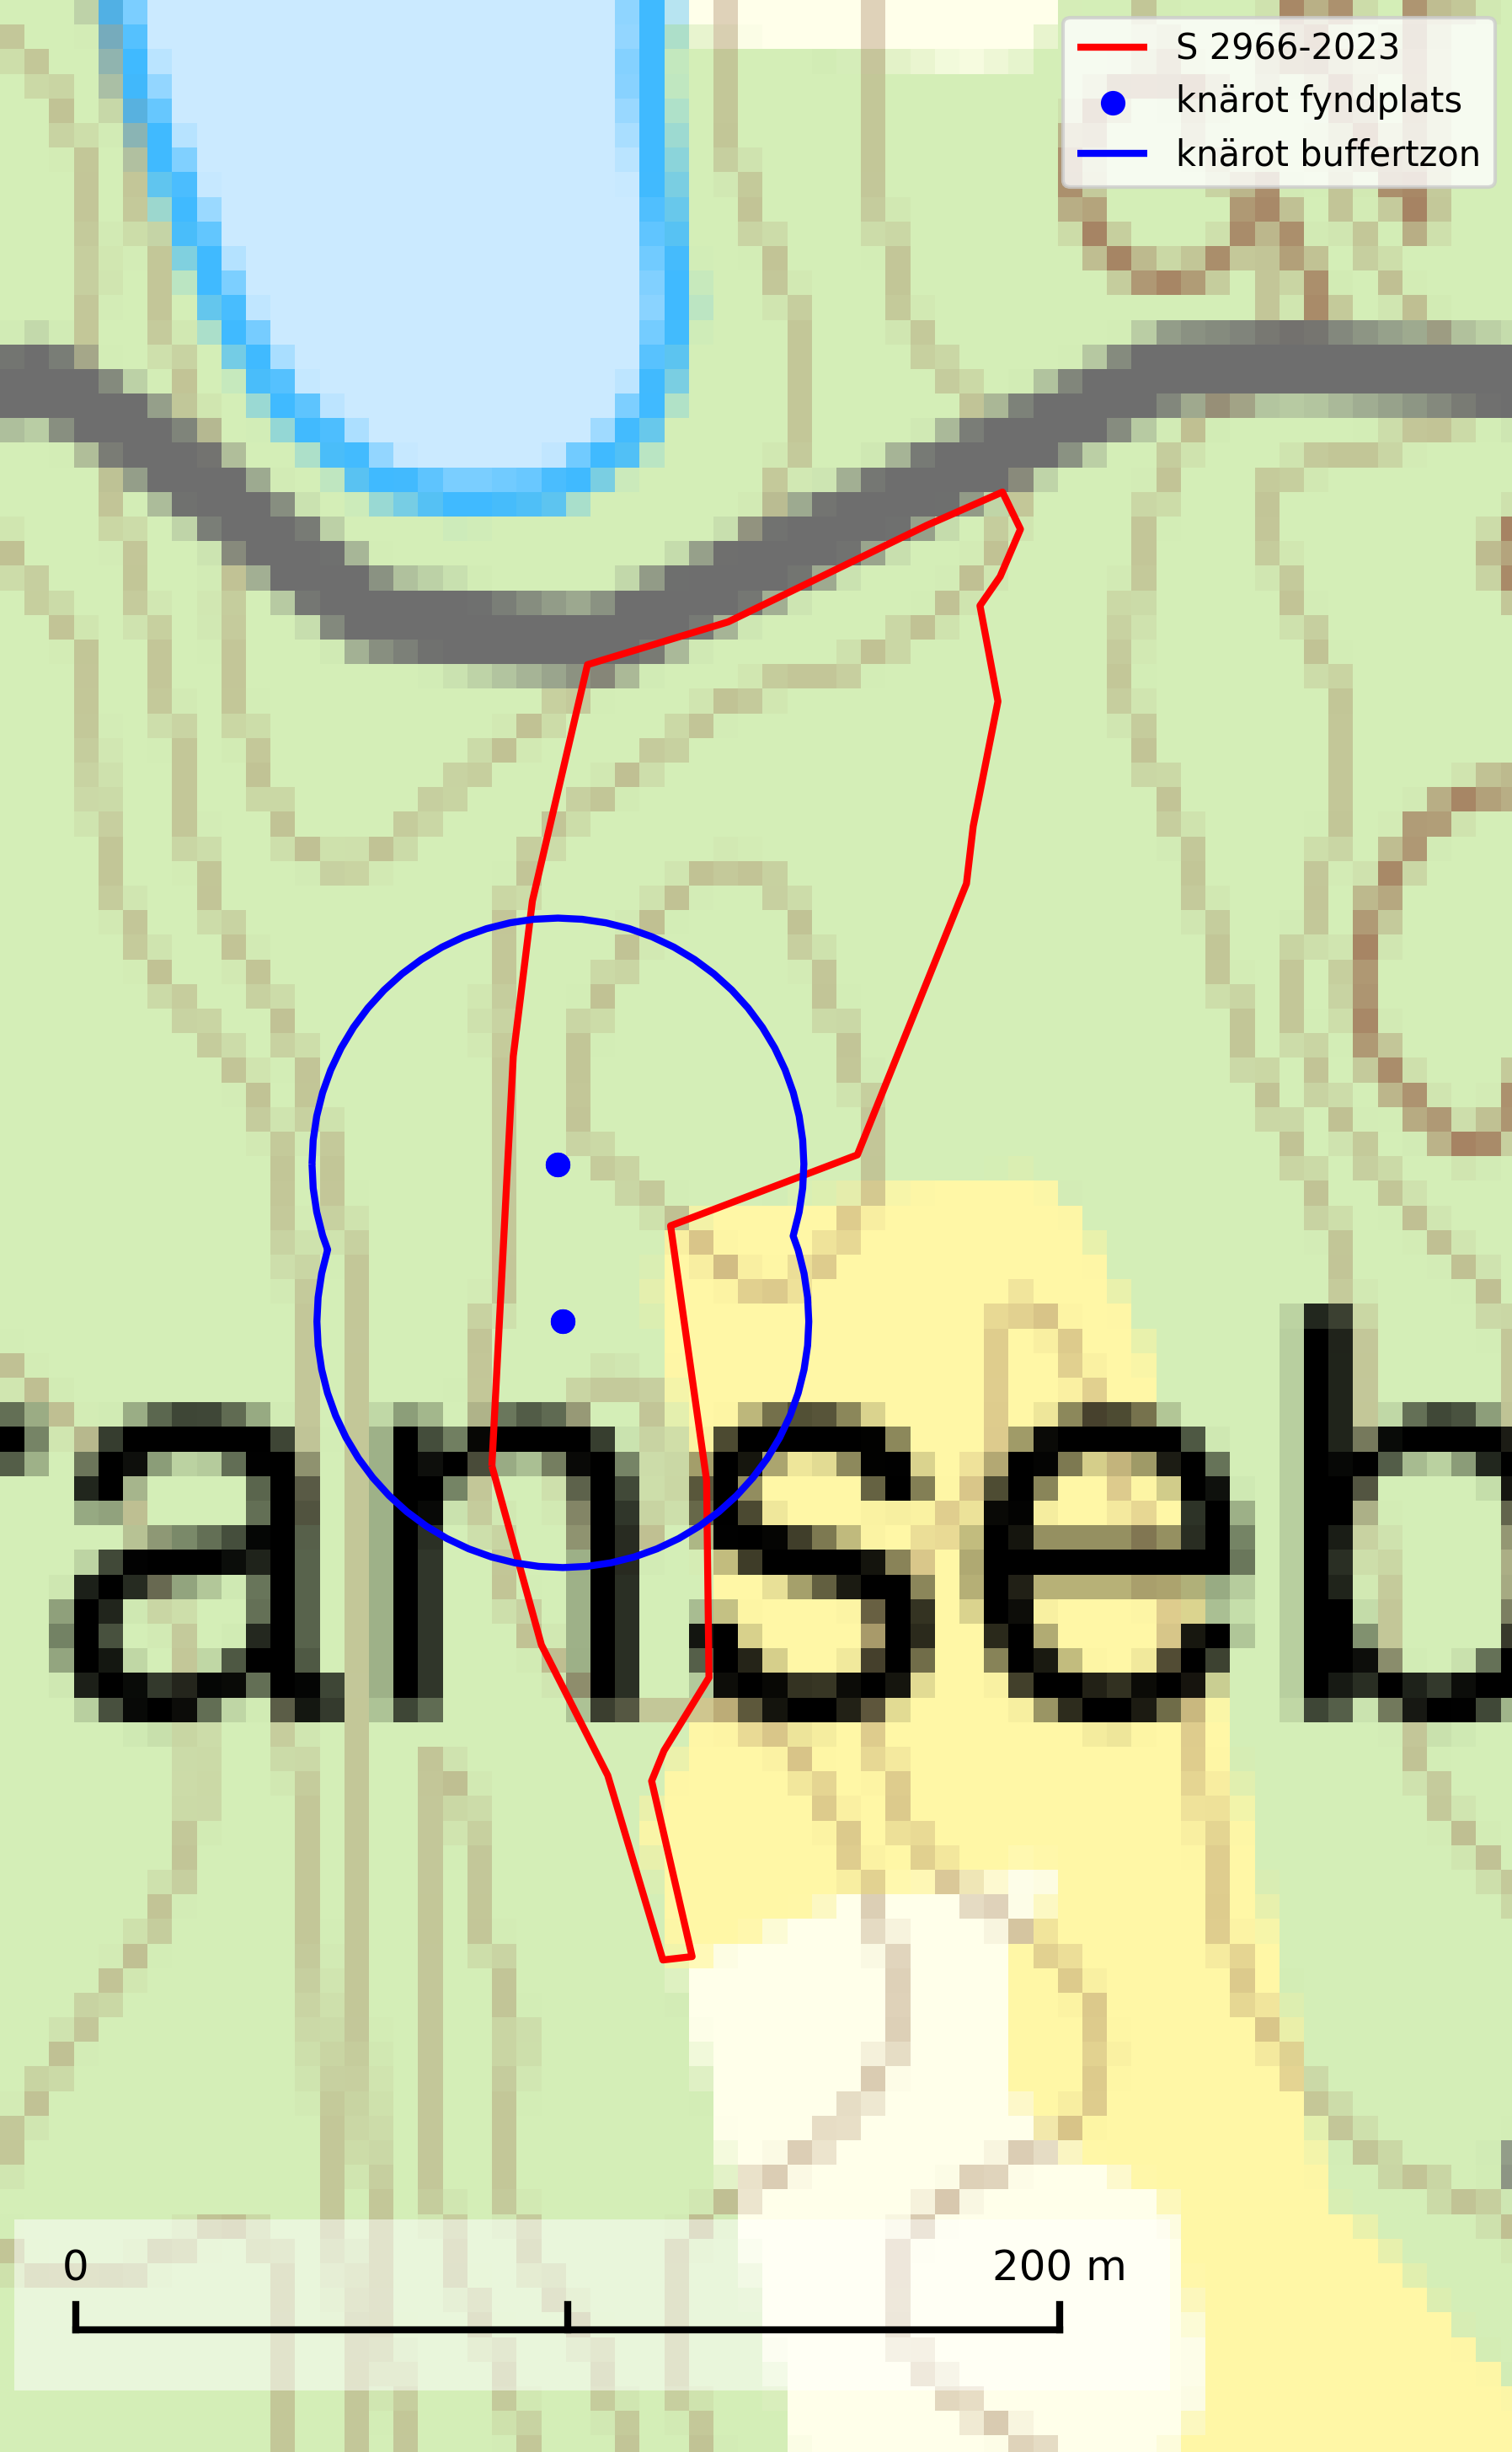 S 2966-2023
knärot fyndplats
knärot buffertzon
anseb
0 200 m